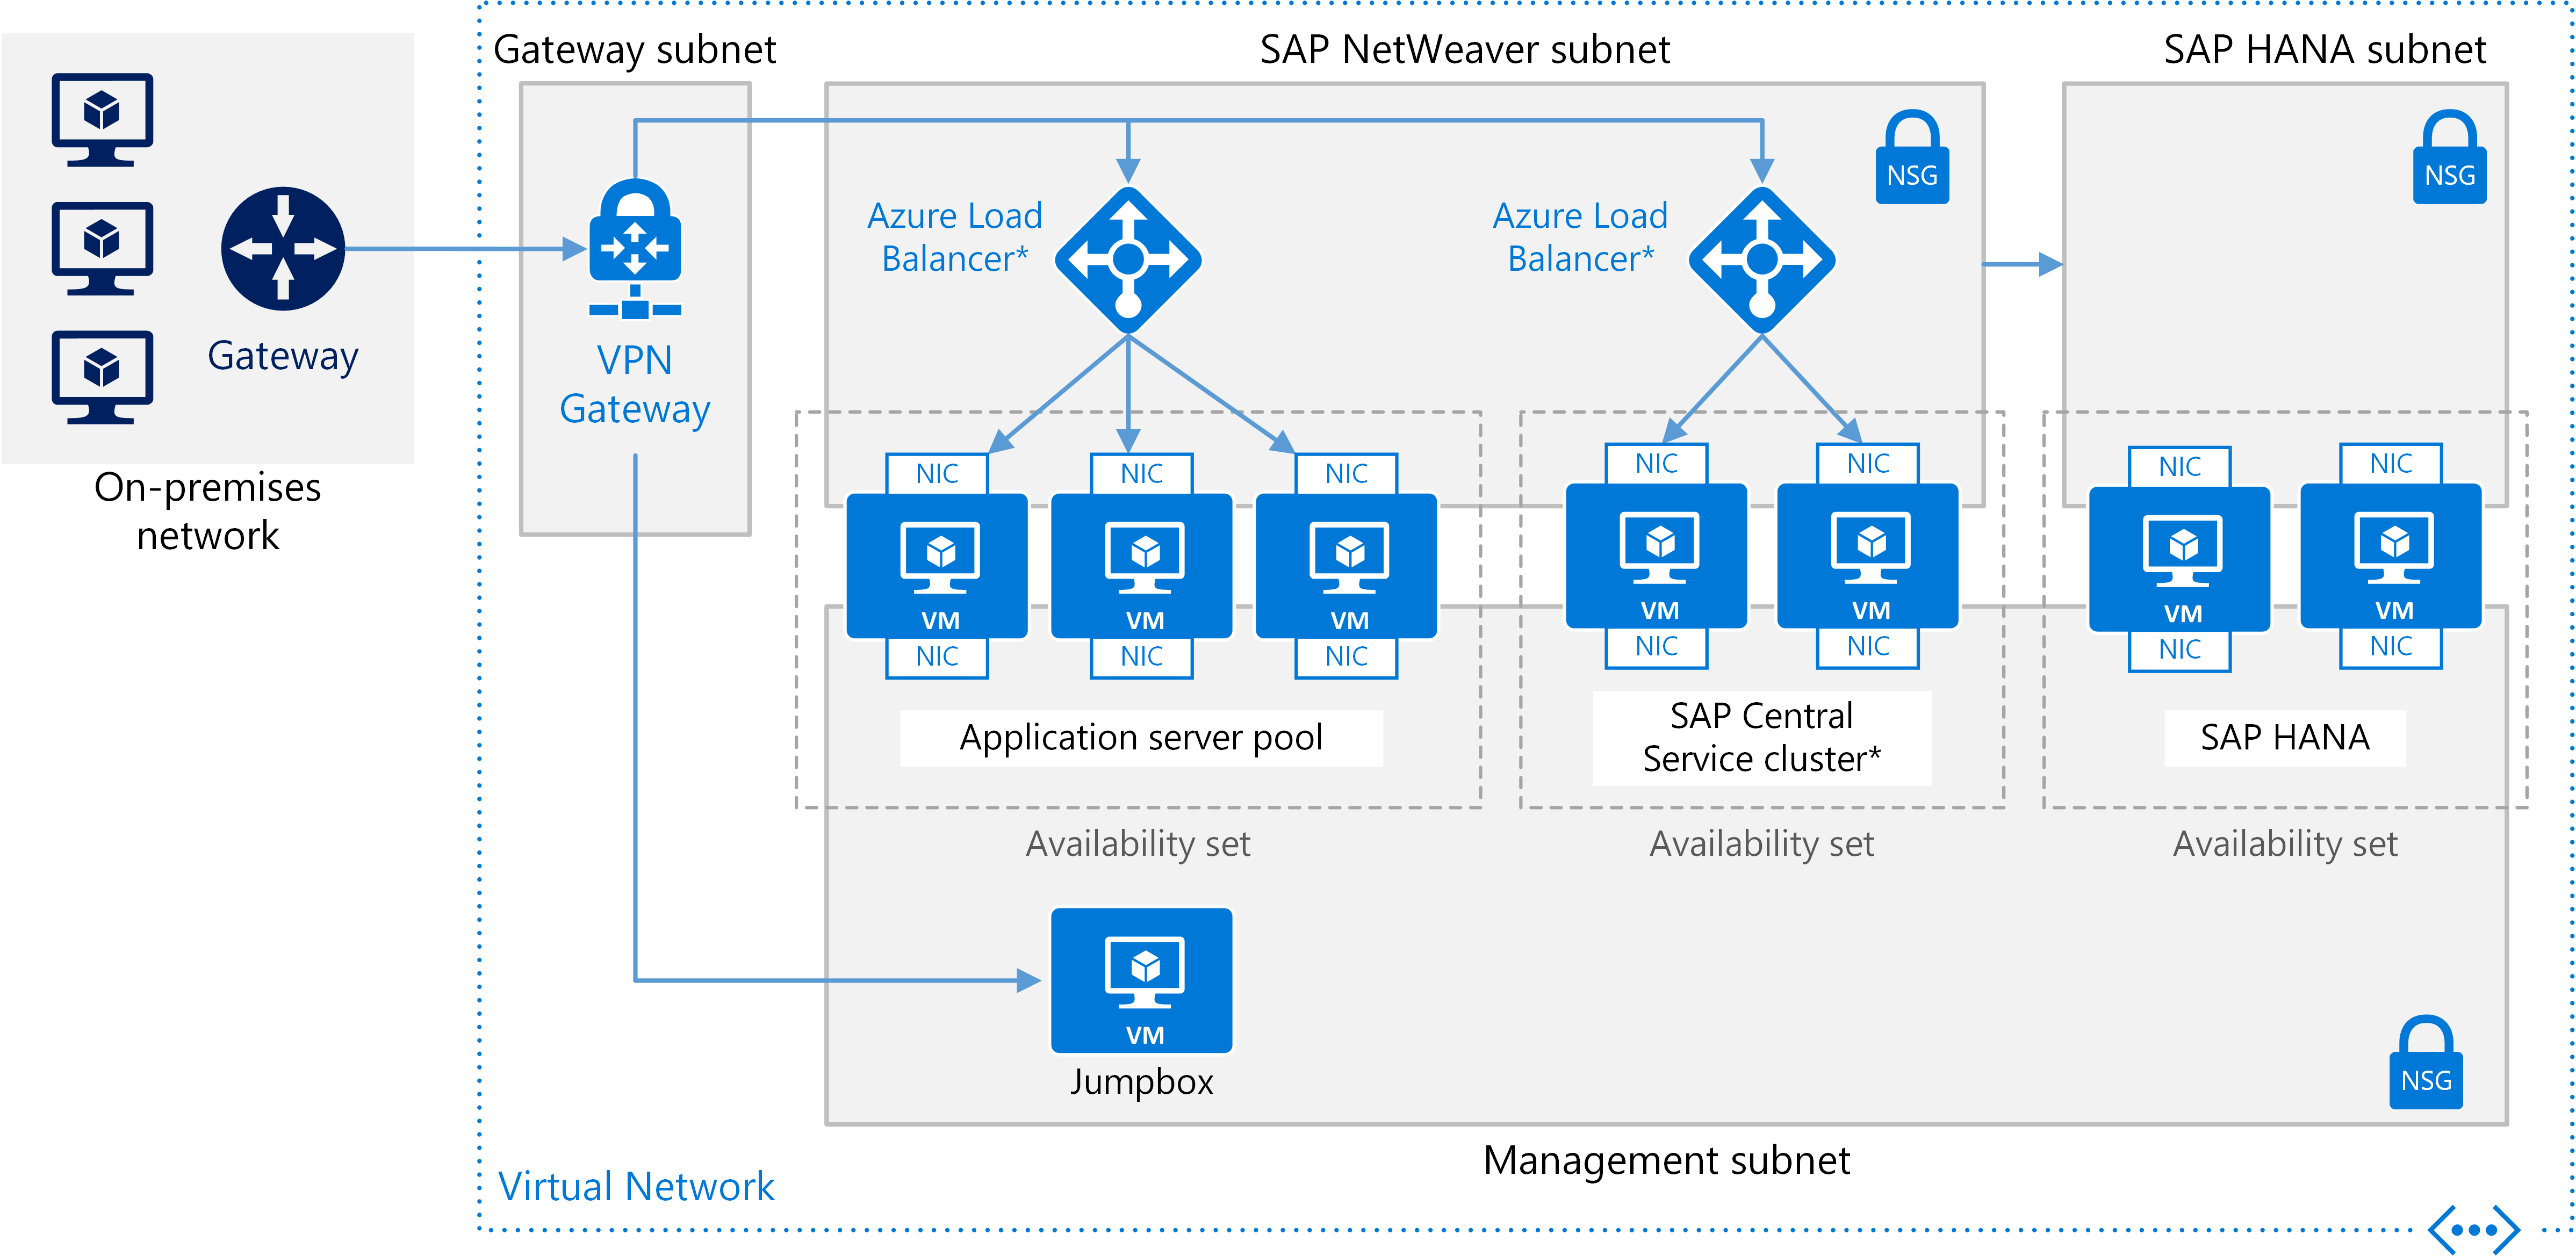 Gateway subnet
SAP NetWeaver subnet
SAP HANA subnet
NSG
NSG
Azure Load
Balancer*
Azure Load
Balancer*
Gateway
VPN
Gateway
On-premises
network
NIC
NIC
NIC
NIC
NIC
NIC
NIC
VM
VM
VM
VM
VM
VM
VM
NIC
NIC
NIC
NIC
NIC
NIC
NIC
Application server pool
SAP Central
Service cluster*
SAP HANA
Availability set
Availability set
Availability set
VM
Jumpbox
NSG
Management subnet
Virtual Network